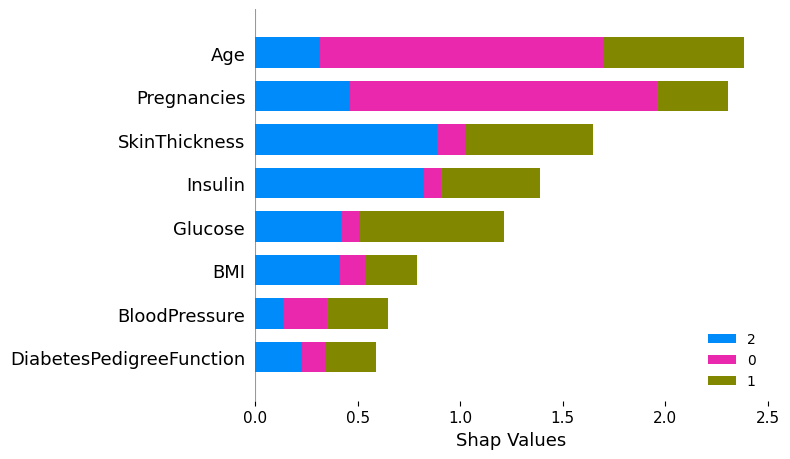 Age
Pregnancies
SkinThickness
Insulin
Glucose
BMI
BloodPressure
DiabetesPedigreeFunction
2
0
1
0.0 0.5 1.0 1.5 2.0 2.5
Shap Values